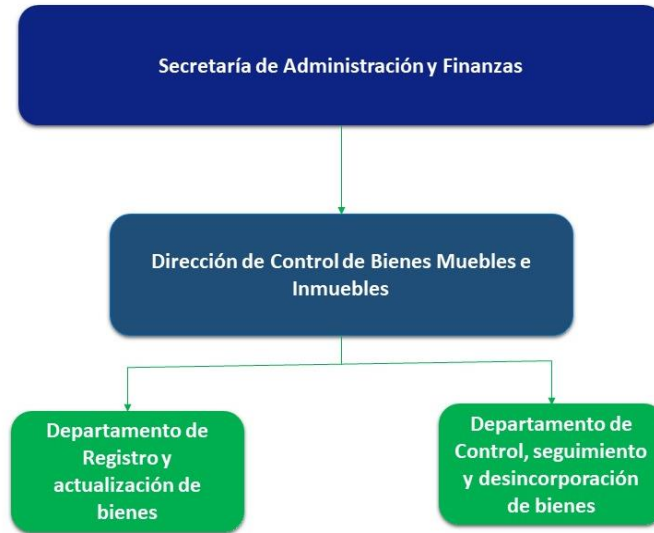 Secretaría de Administración y Finanzas
Dirección de Control de Bienes Muebles e
Inmuebles
Departamento de
Registro y
actualización de
bienes
Departamento de
Control, seguimiento
y desincorporación
de bienes